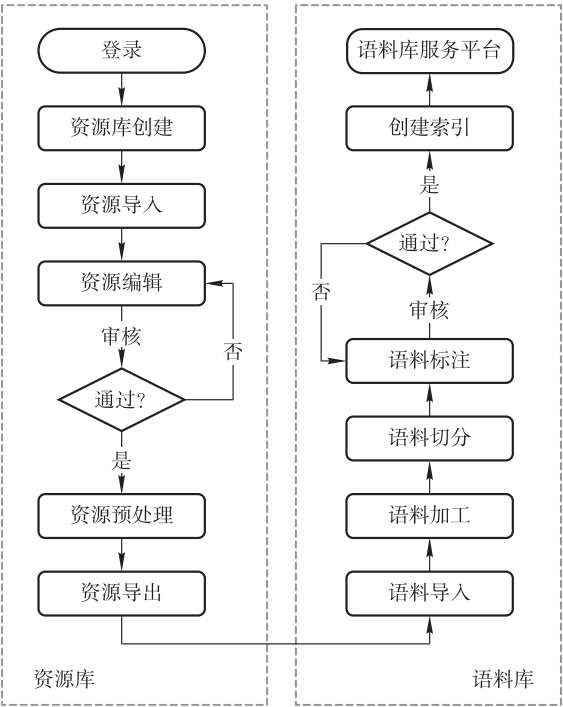 登录
资源库创建
资源导入
资源编辑
审核
否
通过?
是
资源预处理
资源导出
资源库
语料库服务平台
创建索引
是
通过?
否
审核
语料标注
语料切分
语料加工
语料导入
语料库